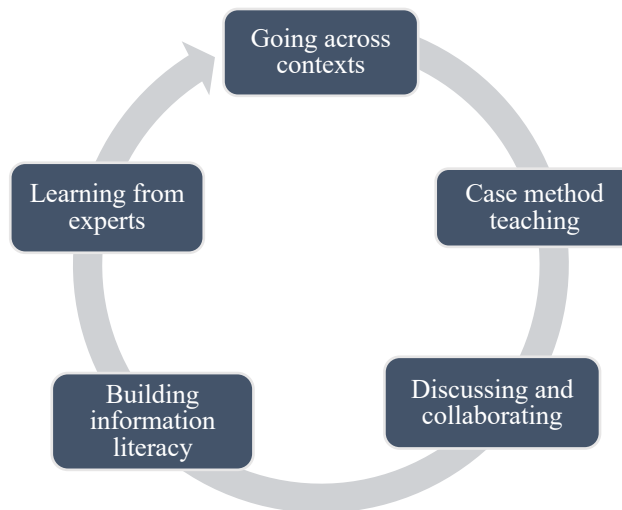 Going across
contexts
Case method
teaching
Discussing and
collaborating
Building
information
literacy
Learning from
experts